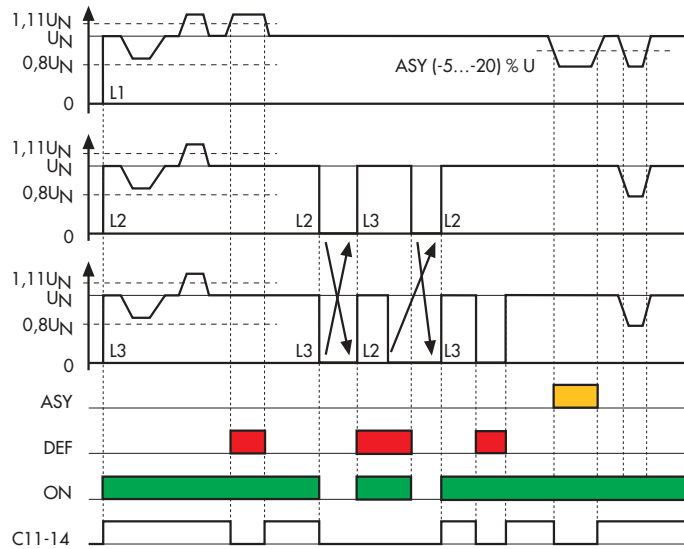 1,11UN
UN
0,8UN
ASY (-5...-20) % U
0
L1
1,11UN
UN
0,8UN
0
L2
L2
L3
L2
1,11UN
UN
0,8UN
0
L3
L3
L2
L3
ASY
DEF
ON
C11-14